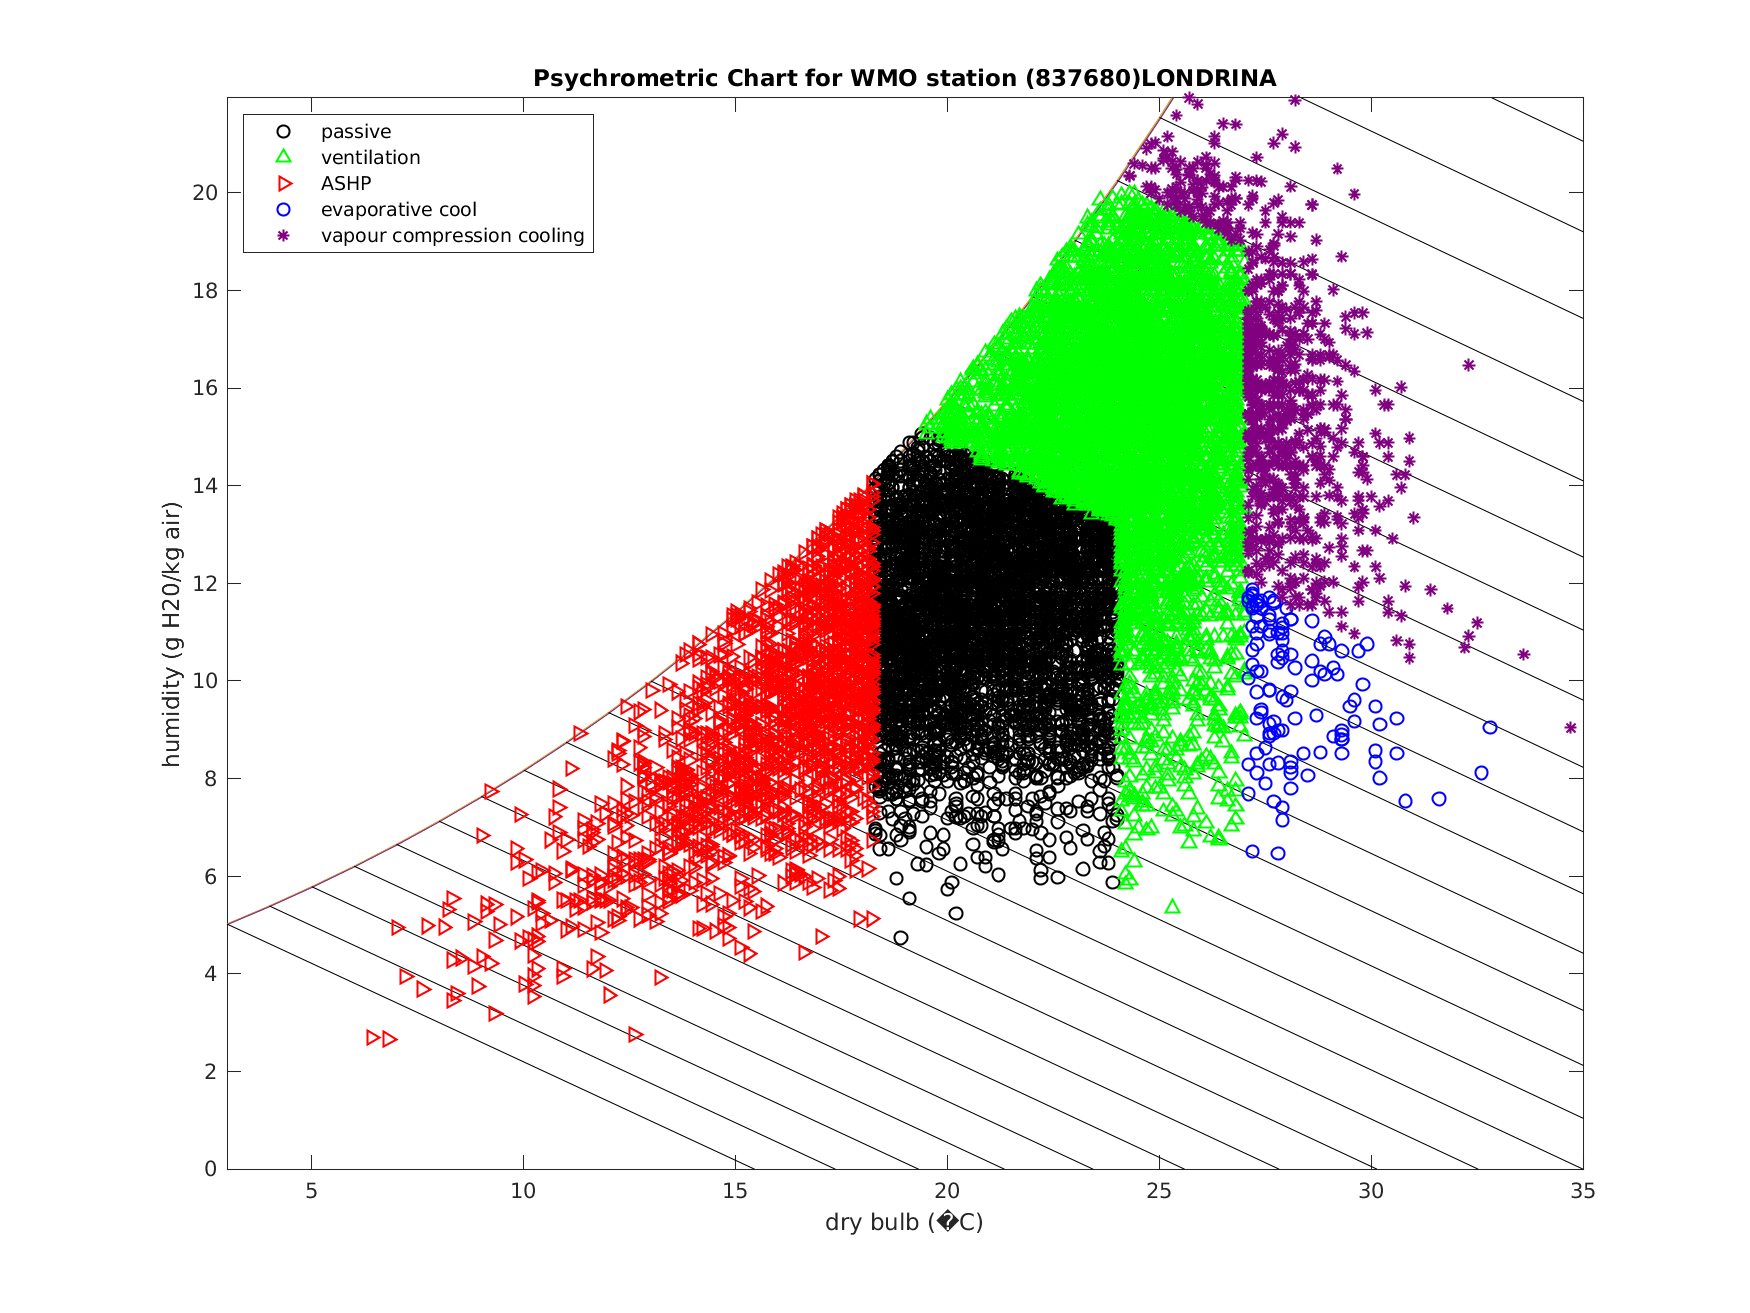 Psychrometric Chart for WMO station (837680)LONDRINA
passive
ventilation
ASHP
evaporative cool
vapour compression cooling
humidity (g H20/kg air)
20
18
16
14
12
10
8
6
4
2
0
5
10
15
20
25
30
35
dry bulb (�C)